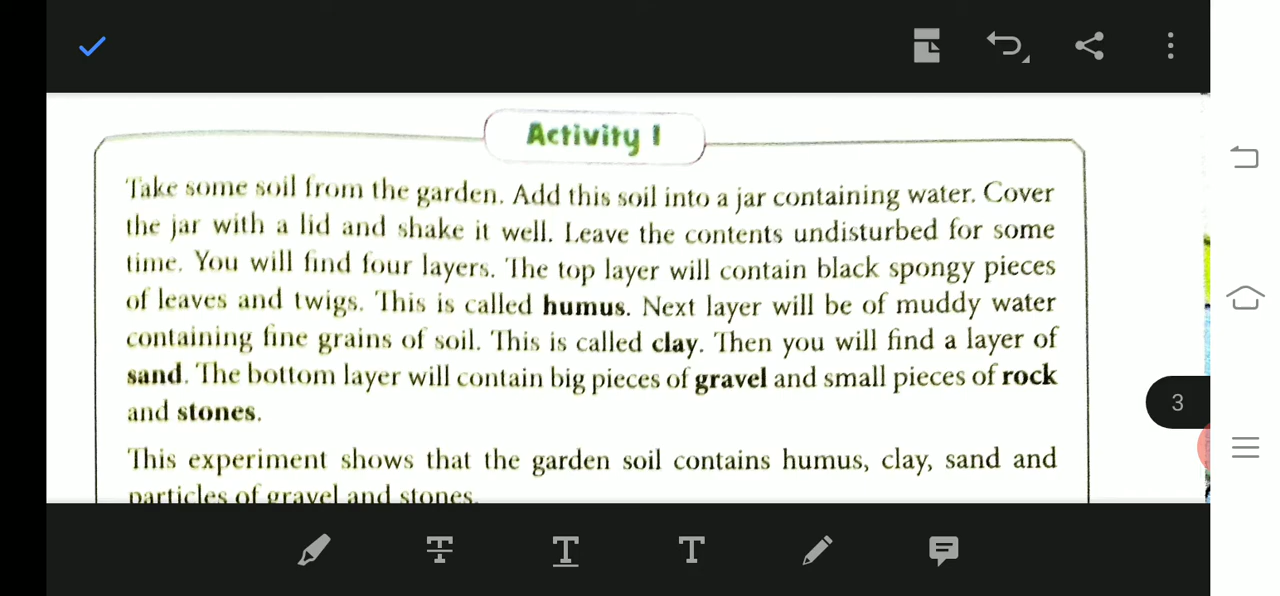 Activity 1
Take some soil from the garden. Add this soil into a jar containing water. Cover
the jar with a lid and shake it well. Leave the contents undisturbed for some
time. You will find four layers. The top layer will contain black spongy pieces
of leaves and twigs. This is called humus. Next layer will be of muddy water
containing fine grains of soil. This is called clay. Then you will find a layer of
sand. The bottom layer will contain big pieces of gravel and small pieces of rock
and stones.
3
This experiment shows that the garden soil contains humus, clay, sand and
particles of gravel and stones.
T
T
T